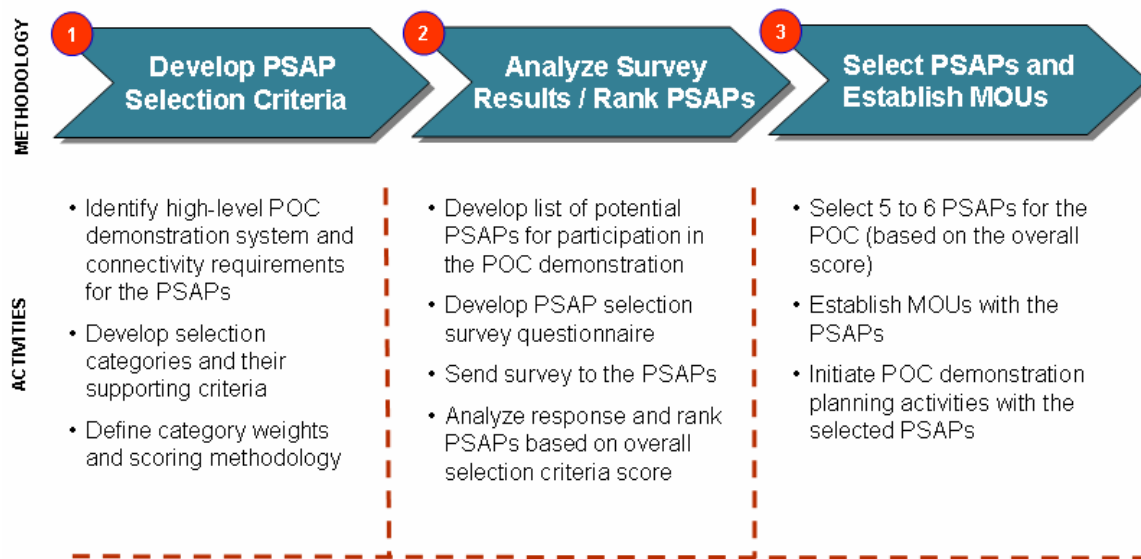 METHODOLOGY
1
Develop PSAP
Selection Criteria
2
Analyze Survey
Results / Rank PSAPs
3
Select PSAPs and
Establish MOUs
ACTIVITIES
• Identify high-level POC
demonstration system and
connectivity requirements
for the PSAPs
• Develop selection
categories and their
supporting criteria
• Define category weights
and scoring methodology
• Develop list of potential
PSAPs for participation in
the POC demonstration
• Develop PSAP selection
survey questionnaire
• Send survey to the PSAPs
• Analyze response and rank
PSAPs based on overall
selection criteria score
• Select 5 to 6 PSAPs for the
POC (based on the overall
score)
• Establish MOUs with the
PSAPs
• Initiate POC demonstration
planning activities with the
selected PSAPs